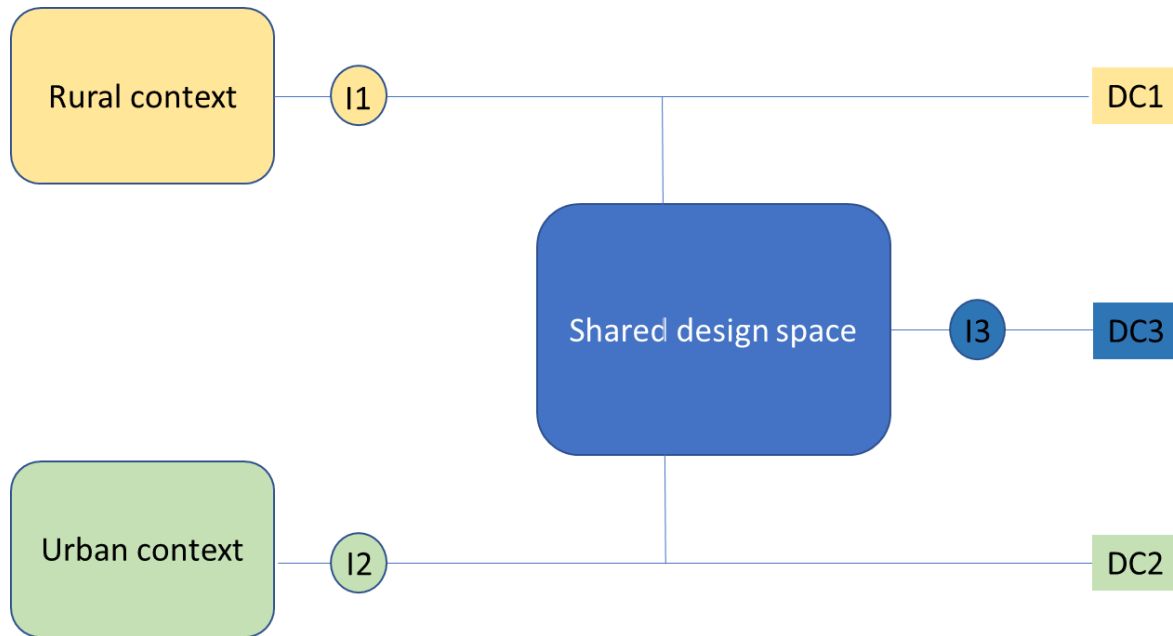 Rural context
I1
DC1
Shared design space
I3
DC3
Urban context
I2
DC2